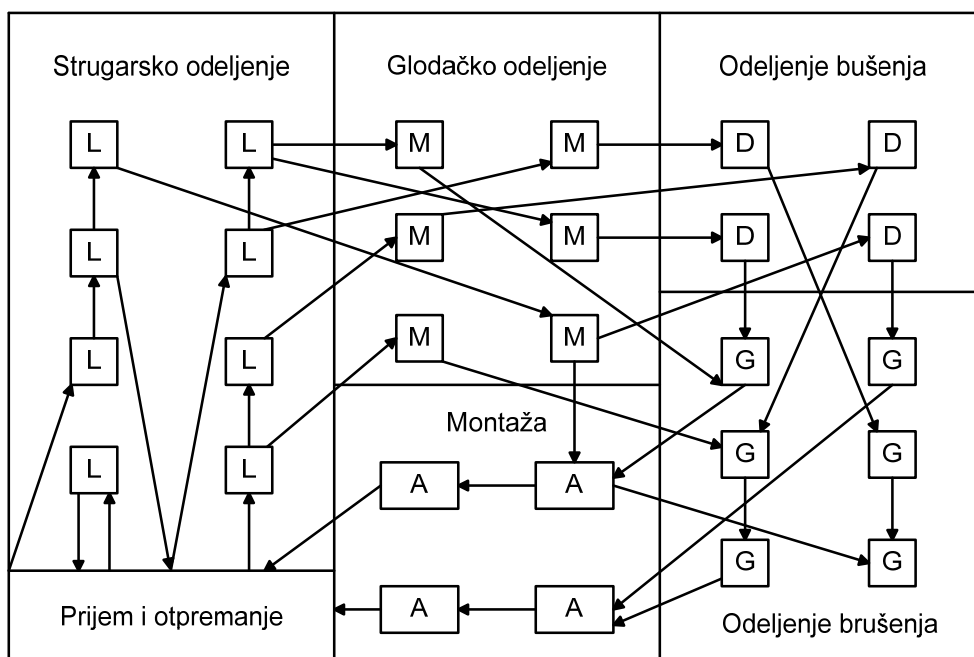 Strugarsko odeljenje
Glodačko odeljenje
Odeljenje bušenja
L L M M D D
L L M M D D
L L M M G G
Montaža
L L A A G G
A A G G
Prijem i otpremanje
Odeljenje brušenja